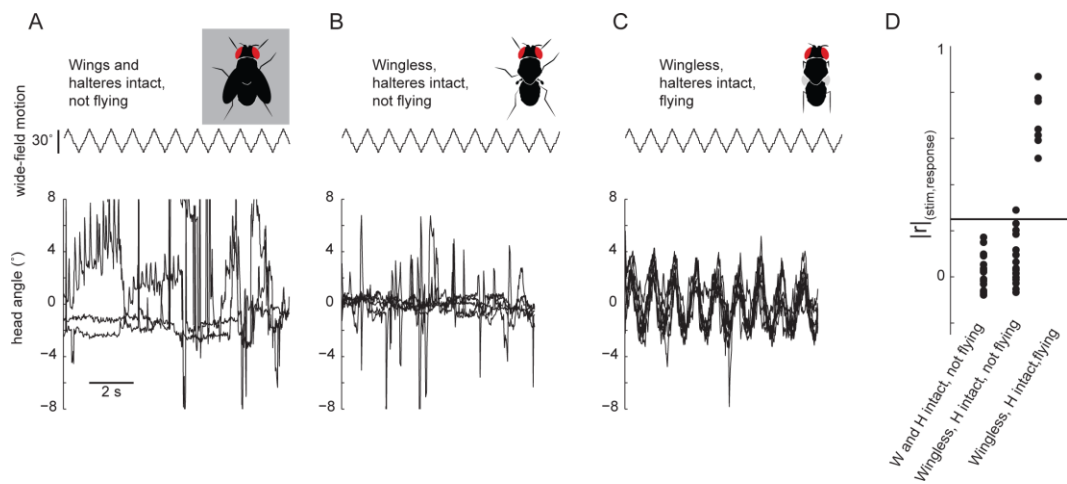 A
Wings and
halteres intact,
not flying
B
Wingless,
halteres intact,
not flying
C
Wingless,
halteres intact,
flying
D
wide-field motion
30°
head angle (°)
8
4
0
−4
−8
2 s
8
4
0
−4
−8
8
4
0
−4
−8
|r|(stim,response)
1
0
W and H intact, not flying
Wingless, H intact, not flying
Wingless, H intact,flying